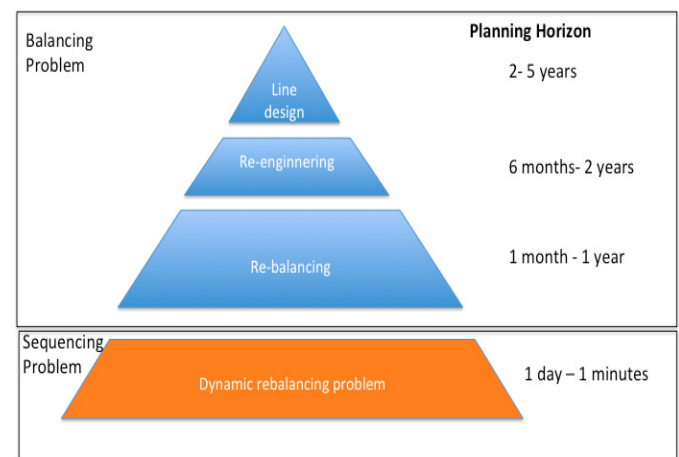 Balancing
Problem
Planning Horizon
Line
design
2- 5 years
Re-enginnering
6 months- 2 years
Re-balancing
1 month - 1 year
Sequencing
Problem
Dynamic rebalancing problem
1 day – 1 minutes